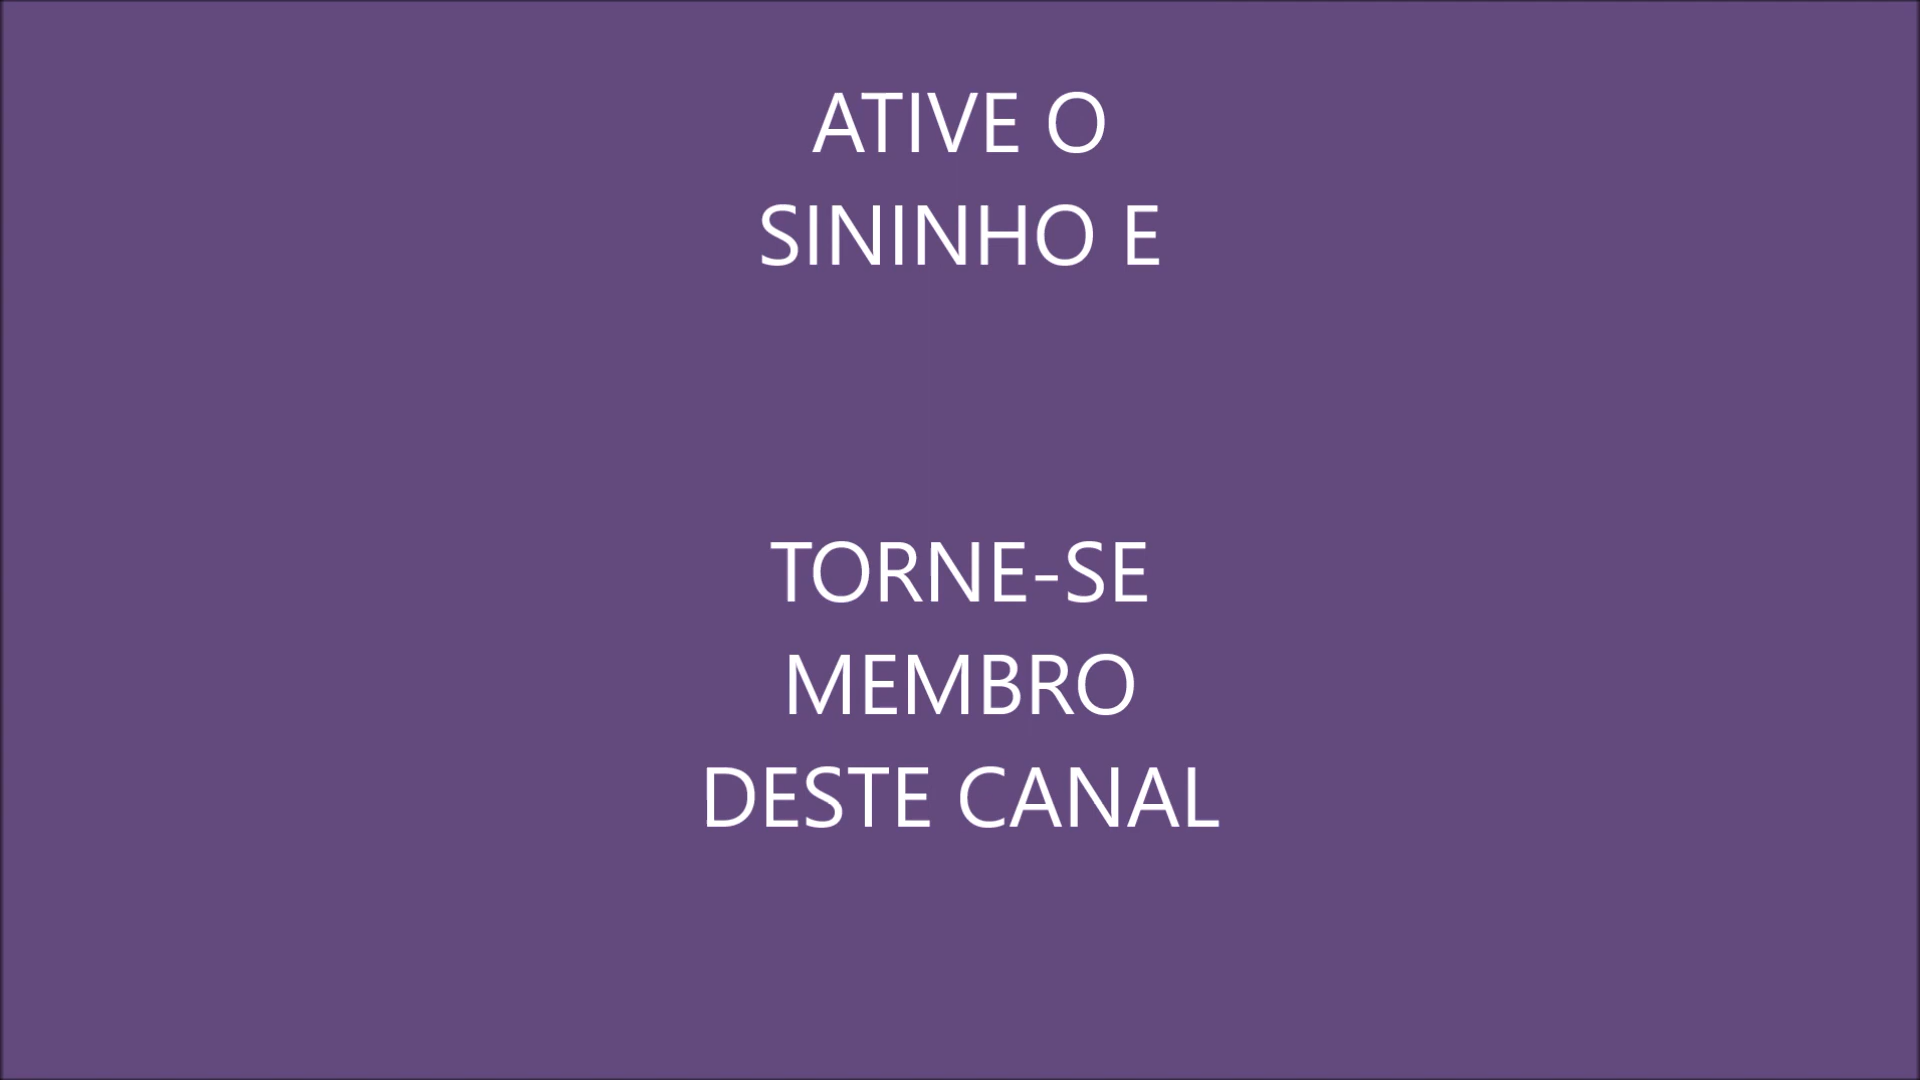 ATIVE O
SININHO E
TORNE-SE
MEMBRO
DESTE CANAL